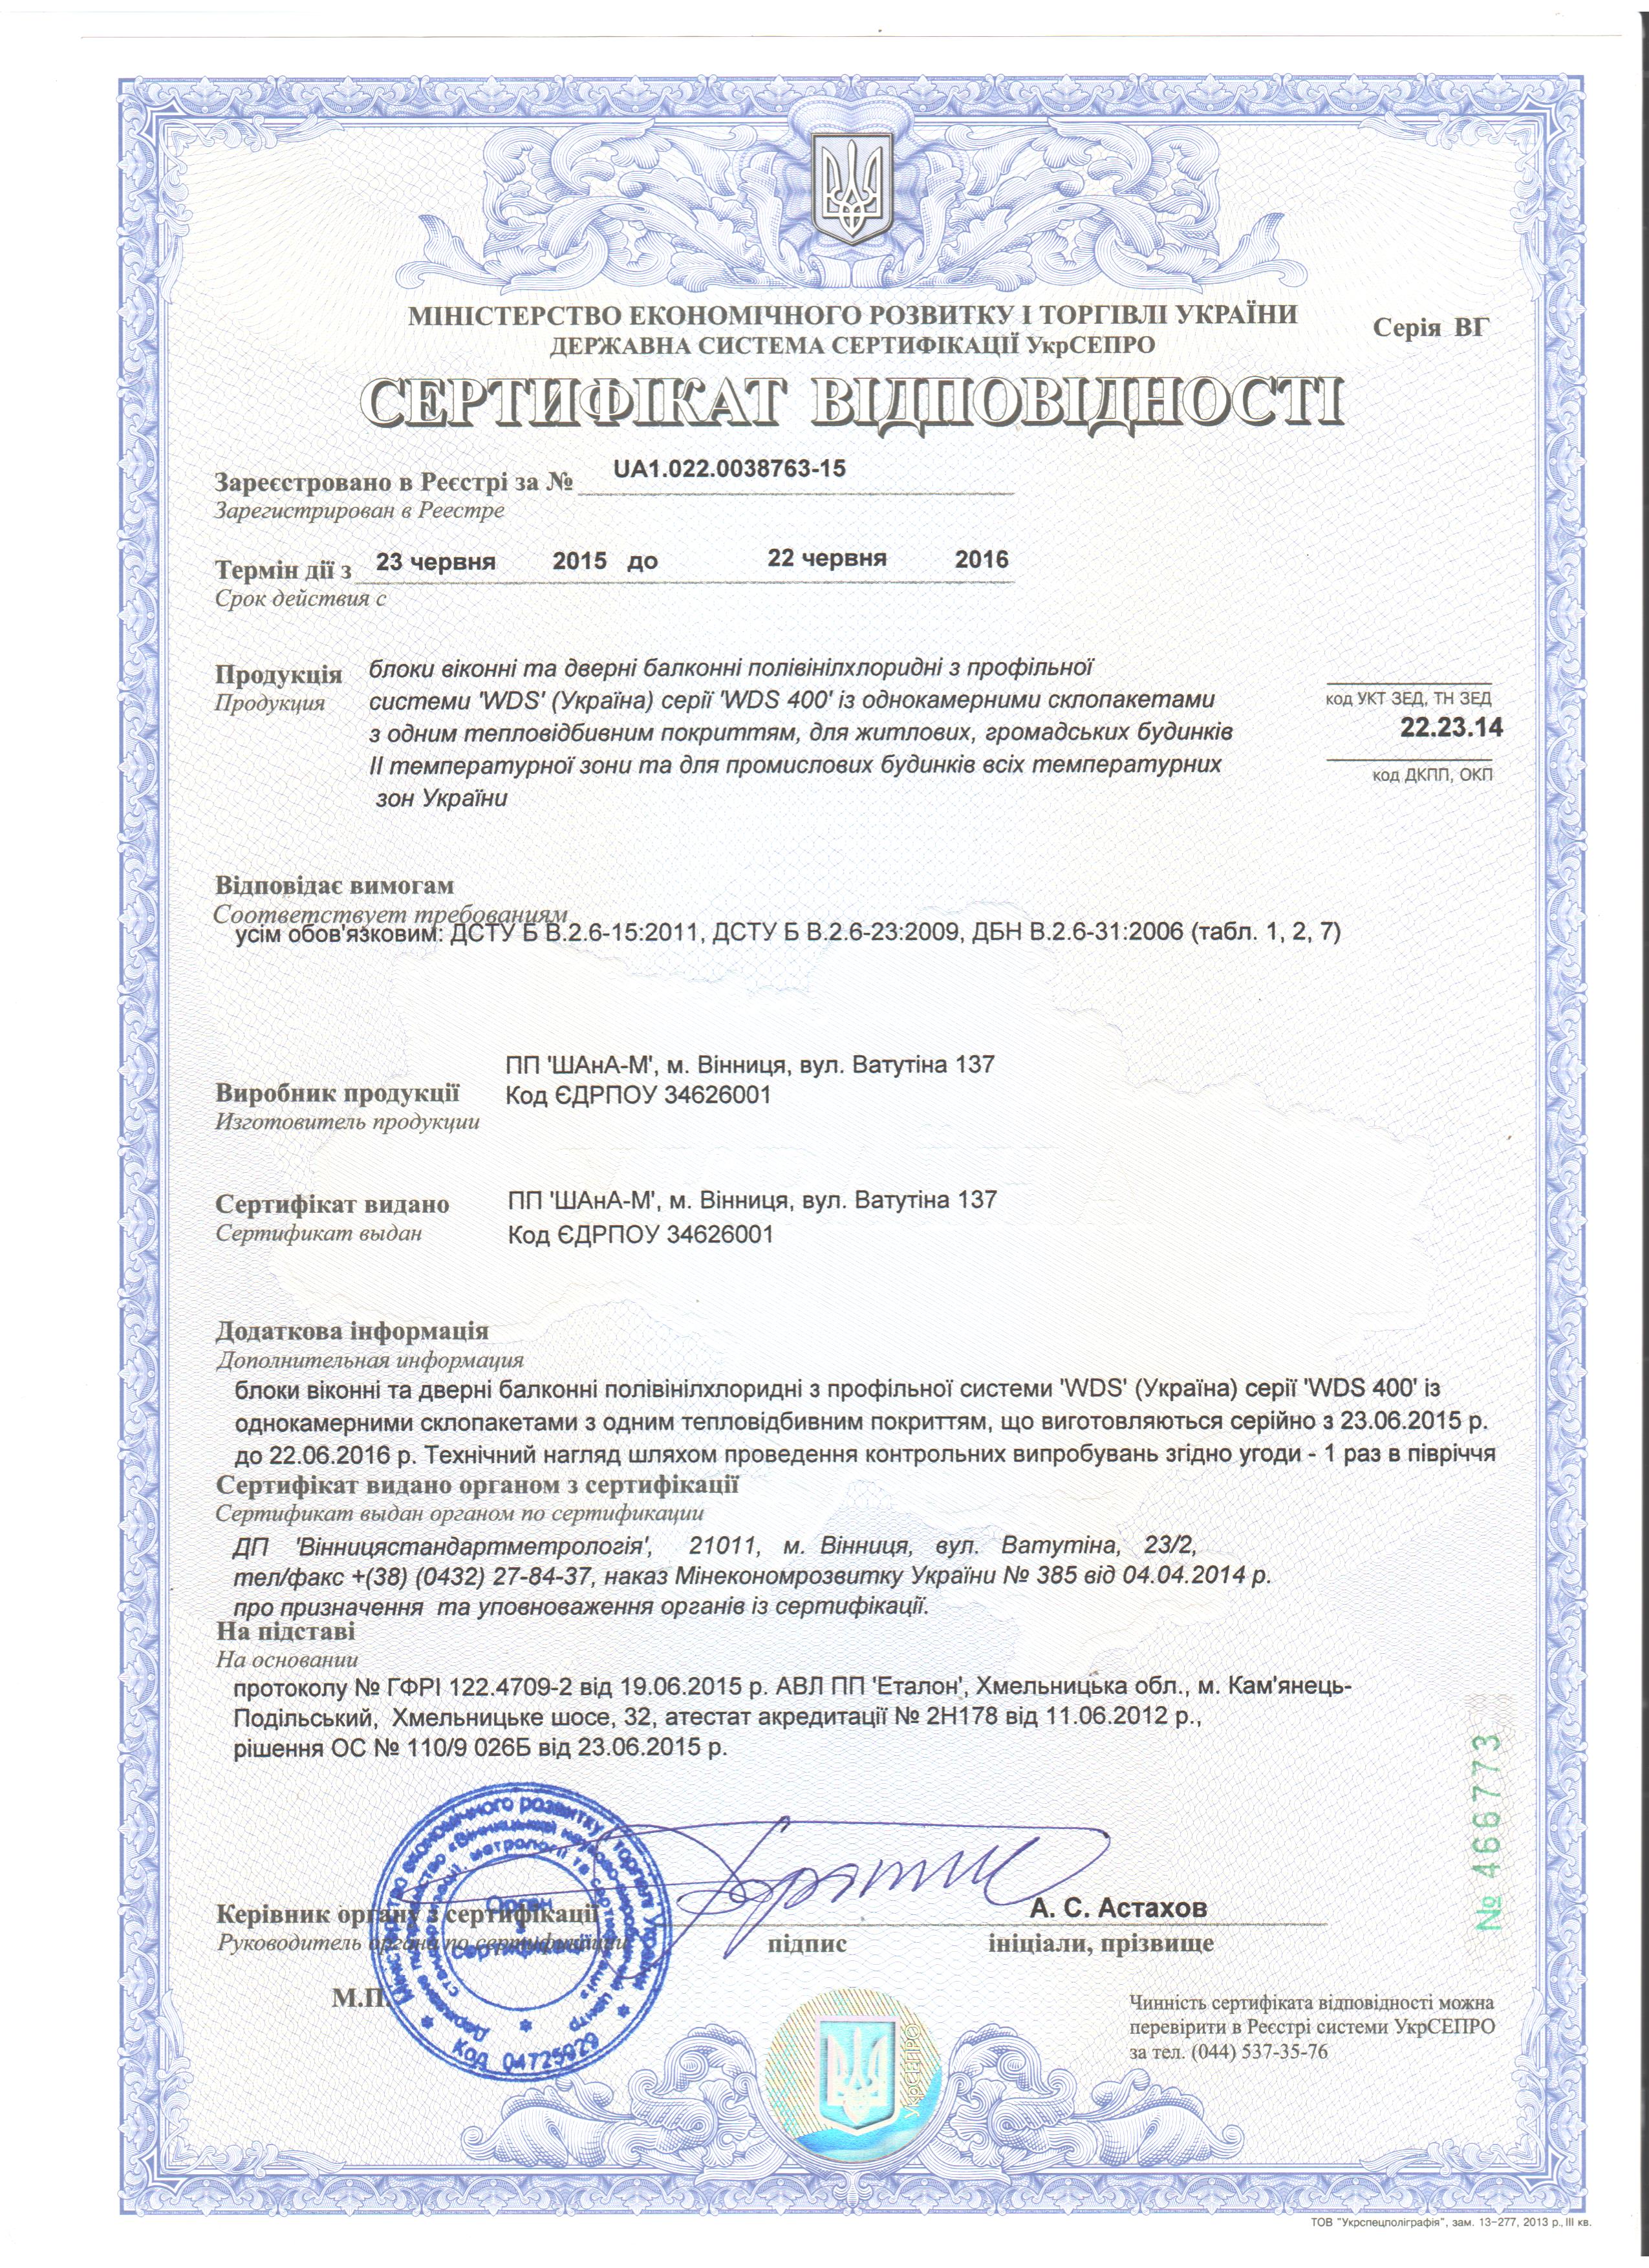 МІНІСТЕРСТВО ЕКОНОМІЧНОГО РОЗВИТКУ І ТОРГІВЛІ УКРАЇНИ
Серія ВГ
ДЕРЖАВНА СИСТЕМА СЕРТИФІКАЦІЇ УкрСЕПРО
СЕРТИФІКАТ ВІДПОВІДНОСТІ
Зареєстровано в Реєстрі за № UA1.022.0038763-15
Зарегистрирован в Реестре
Термін дії з 23 червня 2015 до 22 червня 2016
Срок действия с
Продукція
Продукция
блоки віконні та дверні балконні полівінілхлоридні з профільної
системи 'WDS' (Україна) серії 'WDS 400' із однокамерними склопакетами
з одним тепловідбивним покриттям, для житлових, громадських будинків
II температурної зони та для промислових будинків всіх температурних
зон України
код УКТ ЗЕД, ТН ЗЕД
22.23.14
код ДКПП, ОКП
Відповідає вимогам
Соответствует требованиям
усім обов'язковим: ДСТУ Б В.2.6-15:2011, ДСТУ Б В.2.6-23:2009, ДБН В.2.6-31:2006 (табл. 1, 2, 7)
Виробник продукції
Изготовитель продукции
ПП 'ШАнА-М', м. Вінниця, вул. Ватутіна 137
Код ЄДРПОУ 34626001
Сертифікат видано
Сертификат выдан
ПП 'ШАнА-М', м. Вінниця, вул. Ватутіна 137
Код ЄДРПОУ 34626001
Додаткова інформація
Дополнительная информация
блоки віконні та дверні балконні полівінілхлоридні з профільної системи 'WDS' (Україна) серії 'WDS 400' із
однокамерними склопакетами з одним тепловідбивним покриттям, що виготовляються серійно з 23.06.2015 р.
до 22.06.2016 р. Технічний нагляд шляхом проведення контрольних випробувань згідно угоди - 1 раз в півріччя
Сертифікат видано органом з сертифікації
Сертификат выдан органом по сертификации
ДП 'Вінницястандартметрологія', 21011, м. Вінниця, вул. Ватутіна, 23/2,
тел/факс +(38) (0432) 27-84-37, наказ Мінекономрозвитку України № 385 від 04.04.2014 р.
про призначення та уповноваження органів із сертифікації.
На підставі
На основании
протоколу № ГФРІ 122.4709-2 від 19.06.2015 р. АВЛ ПП 'Еталон', Хмельницька обл., м. Кам'янець-
Подільський, Хмельницьке шосе, 32, атестат акредитації № 2Н178 від 11.06.2012 р.,
рішення ОС № 110/9 026Б від 23.06.2015 р.
№ 466773
Керівник органу з сертифікації
Руководитель органа по сертификации
А. С. Астахов
підпис
ініціали, прізвище
М.П.
Міністерство економічного розвитку і торгівлі України
Орган
сертифікації
Код 04725929
УкрСЕПРО
Чинність сертифіката відповідності можна
перевірити в Реєстрі системи УкрСЕПРО
за тел. (044) 537-35-76
ТОВ "Укрспецполіграфія", зам. 13-277, 2013 р., III кв.